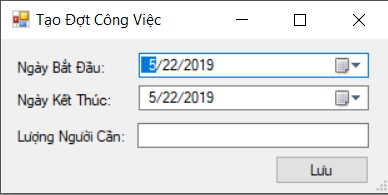 Tạo Đợt Công Việc
Ngày Bắt Đầu: 5/22/2019
Ngày Kết Thúc: 5/22/2019
Lượng Người Cần:
Lưu